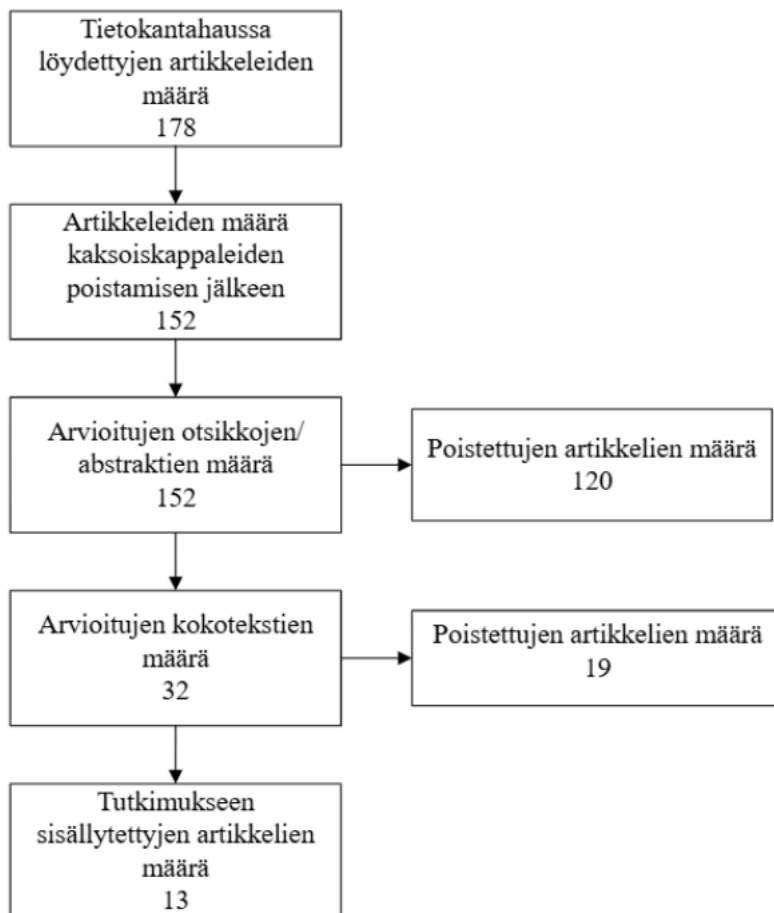 Tietokantahaussa
löydettyjen artikkeleiden
määrä
178
Artikkeleiden määrä
kaksoiskappaleiden
poistamisen jälkeen
152
Arvioitujen otsikkojen/
abstraktien määrä
152
Poistettujen artikkelien määrä
120
Arvioitujen kokotekstien
määrä
32
Poistettujen artikkelien määrä
19
Tutkimukseen
sisällytettyjen artikkelien
määrä
13